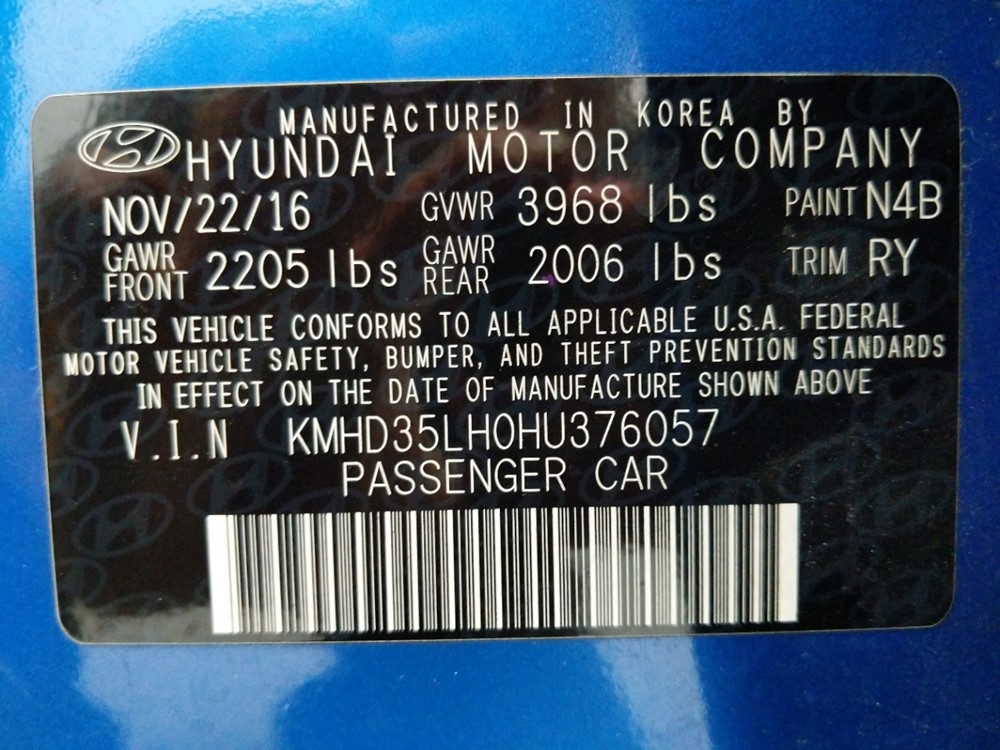 MANUFACTURED IN KOREA BY
HYUNDAI MOTOR COMPANY
NOV/22/16 GVWR 3968 lbs PAINT N4B
GAWR FRONT 2205 lbs GAWR REAR 2006 lbs TRIM RY
THIS VEHICLE CONFORMS TO ALL APPLICABLE U.S.A. FEDERAL
MOTOR VEHICLE SAFETY, BUMPER, AND THEFT PREVENTION STANDARDS
IN EFFECT ON THE DATE OF MANUFACTURE SHOWN ABOVE
V.I.N KMHD35LH0HU376057
PASSENGER CAR